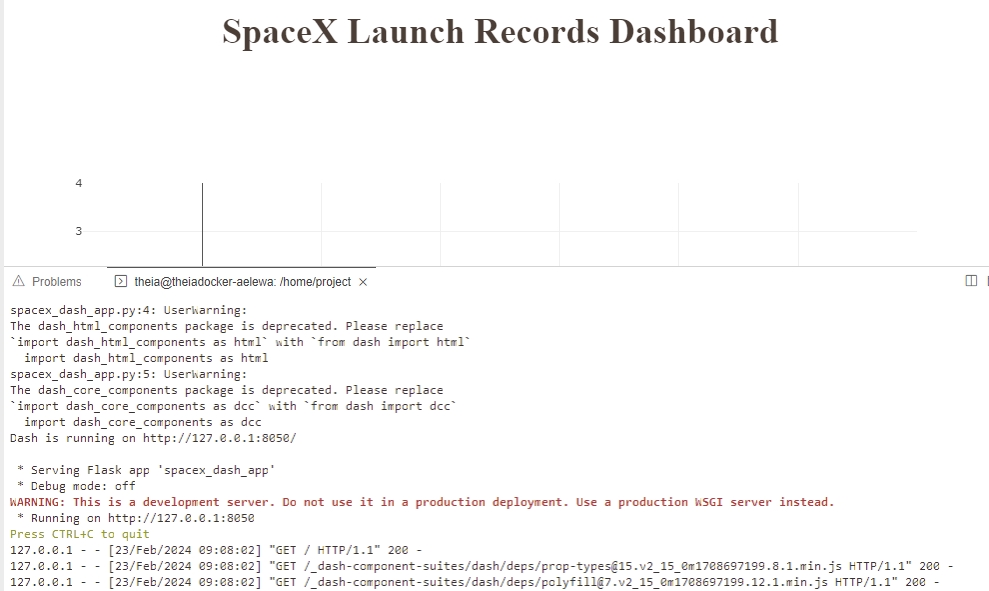 SpaceX Launch Records Dashboard
4
3
Problems
theia@theiadocker-aelewa: /home/project
spacex_dash_app.py:4: UserWarning:
The dash_html_components package is deprecated. Please replace
`import dash_html_components as html` with `from dash import html`
  import dash_html_components as html
spacex_dash_app.py:5: UserWarning:
The dash_core_components package is deprecated. Please replace
`import dash_core_components as dcc` with `from dash import dcc`
  import dash_core_components as dcc
Dash is running on http://127.0.0.1:8050/
 * Serving Flask app 'spacex_dash_app'
 * Debug mode: off
WARNING: This is a development server. Do not use it in a production deployment. Use a production WSGI server instead.
 * Running on http://127.0.0.1:8050
Press CTRL+C to quit
127.0.0.1 - - [23/Feb/2024 09:08:02] "GET / HTTP/1.1" 200 -
127.0.0.1 - - [23/Feb/2024 09:08:02] "GET /_dash-component-suites/dash/deps/prop-types@15.v2_15_0m1708697199.8.1.min.js HTTP/1.1" 200 -
127.0.0.1 - - [23/Feb/2024 09:08:02] "GET /_dash-component-suites/dash/deps/polyfill@7.v2_15_0m1708697199.12.1.min.js HTTP/1.1" 200 -